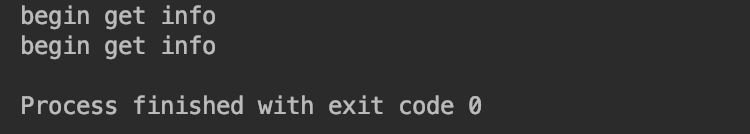 begin get info
begin get info
Process finished with exit code 0